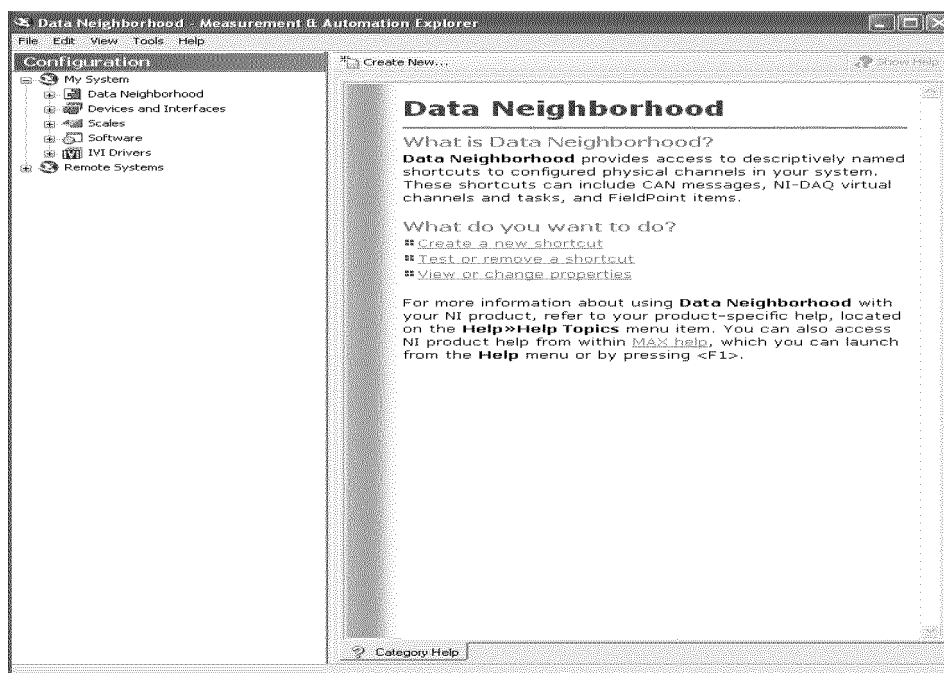 Data Neighborhood - Measurement & Automation Explorer
File Edit View Tools Help
Configuration
My System
Data Neighborhood
Devices and Interfaces
Scales
Software
IVI Drivers
Remote Systems
Create New...
Show Help
Data Neighborhood
What is Data Neighborhood?
Data Neighborhood provides access to descriptively named
shortcuts to configured physical channels in your system.
These shortcuts can include CAN messages, NI-DAQ virtual
channels and tasks, and FieldPoint items.
What do you want to do?
Create a new shortcut
Test or remove a shortcut
View or change properties
For more information about using Data Neighborhood with
your NI product, refer to your product-specific help, located
on the Help»Help Topics menu item. You can also access
NI product help from within MAX help, which you can launch
from the Help menu or by pressing <F1>.
Category Help